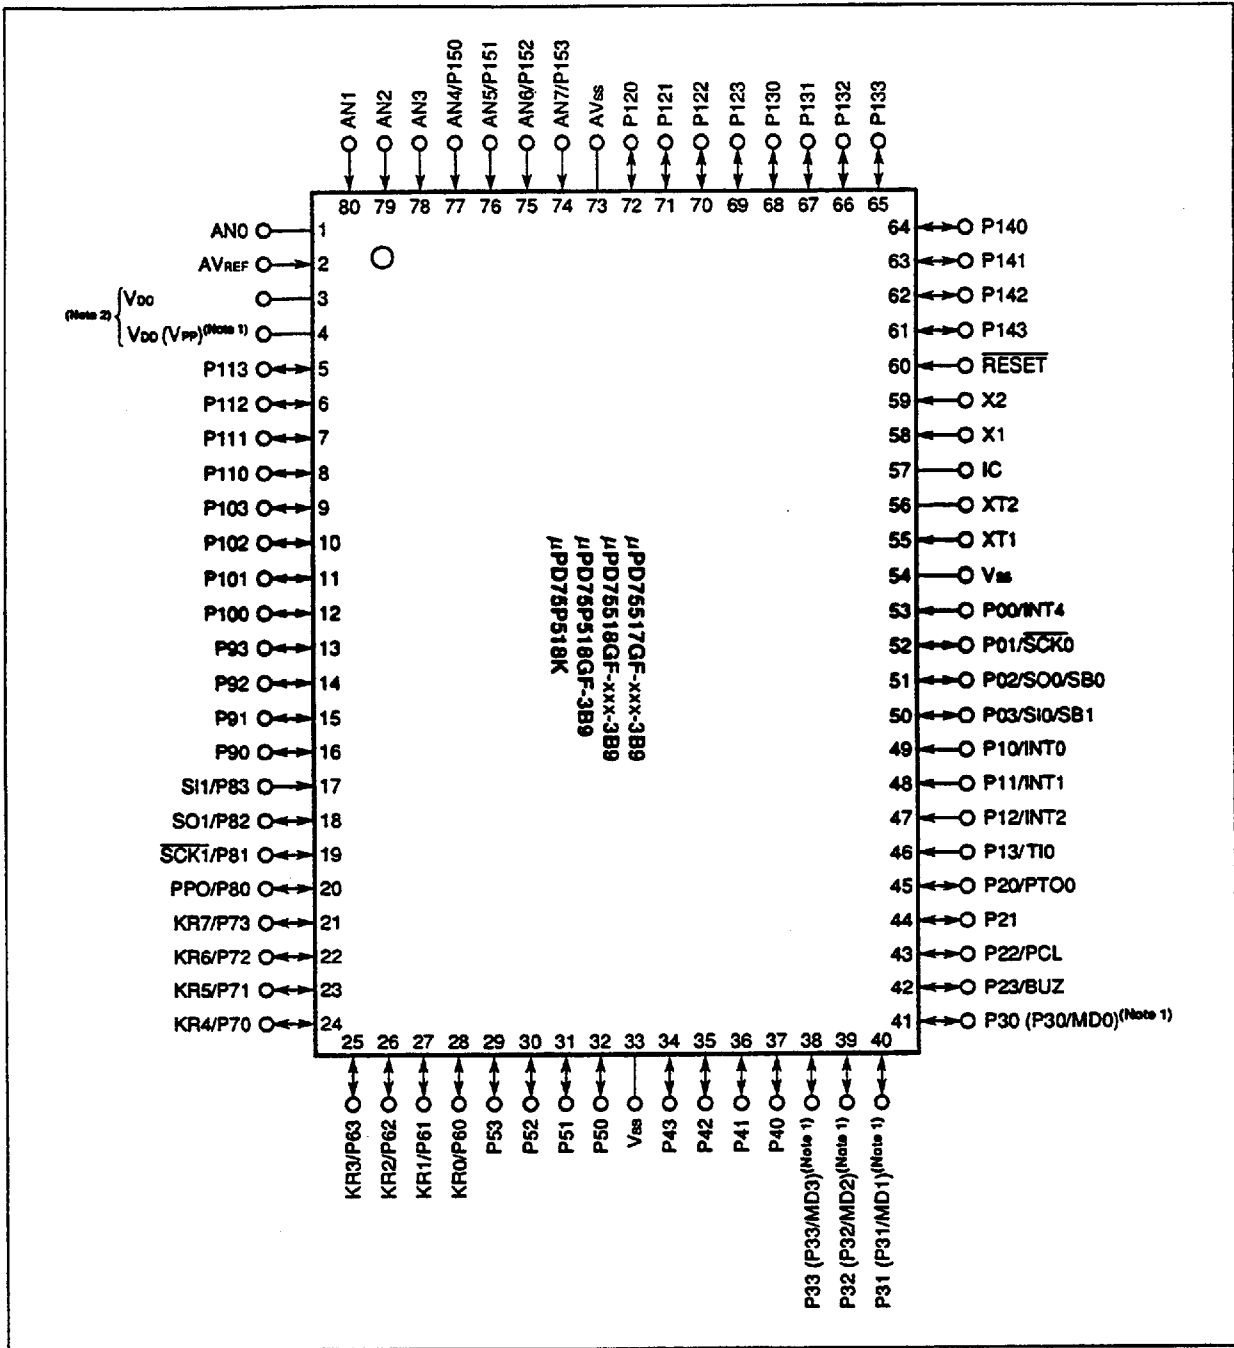 AN1
AN2
AN3
AN4/P150
AN5/P151
AN6/P152
AN7/P153
AVss
P120
P121
P122
P123
P130
P131
P132
P133
80 79 78 77 76 75 74 73 72 71 70 69 68 67 66 65
AN0 1
AVREF 2
(Note 2)
VDD 3
VDD (VPP)(Note 1) 4
P113 5
P112 6
P111 7
P110 8
P103 9
P102 10
P101 11
P100 12
P93 13
P92 14
P91 15
P90 16
SI1/P83 17
SO1/P82 18
S̅C̅K̅1̅/P81 19
PPO/P80 20
KR7/P73 21
KR6/P72 22
KR5/P71 23
KR4/P70 24
µPD75517GF-xxx-3B9
µPD75518GF-xxx-3B9
µPD75P518GF-3B9
µPD75P518K
64 P140
63 P141
62 P142
61 P143
60 R̅E̅S̅E̅T̅
59 X2
58 X1
57 IC
56 XT2
55 XT1
54 Vss
53 P00/INT4
52 P01/S̅C̅K̅0̅
51 P02/SO0/SB0
50 P03/SI0/SB1
49 P10/INT0
48 P11/INT1
47 P12/INT2
46 P13/TI0
45 P20/PTO0
44 P21
43 P22/PCL
42 P23/BUZ
41 P30 (P30/MD0)(Note 1)
25 26 27 28 29 30 31 32 33 34 35 36 37 38 39 40
KR3/P63
KR2/P62
KR1/P61
KR0/P60
P53
P52
P51
P50
Vss
P43
P42
P41
P40
P33 (P33/MD3)(Note 1)
P32 (P32/MD2)(Note 1)
P31 (P31/MD1)(Note 1)